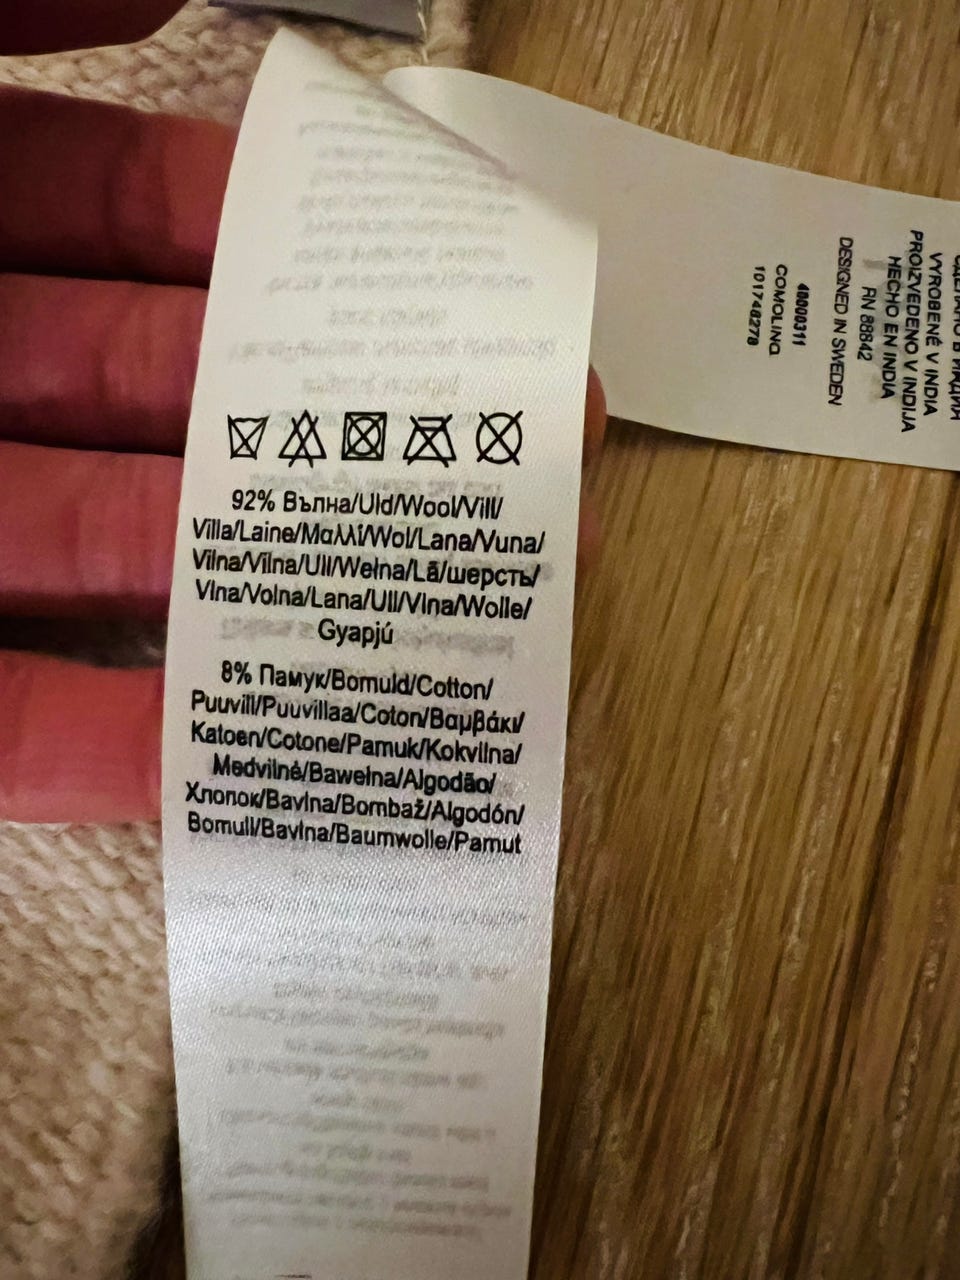 92% Вълна/Uld/Wool/Vill/
Villa/Laine/Μαλλί/Wol/Lana/Vuna/
Vilna/Vilna/Ull/Wełna/Lã/шерсть/
Vlna/Volna/Lana/Ull/Vlna/Wolle/
Gyapjú
8% Памук/Bomuld/Cotton/
Puuvill/Puuvillaa/Coton/Βαμβάκι/
Katoen/Cotone/Pamuk/Kokvilna/
Medvilné/Bawełna/Algodão/
Хлопок/Bavlna/Bombaž/Algodón/
Bomull/Bavlna/Baumwolle/Pamut
VYROBENÉ V INDIA
PROIZVEDENO V INDIJA
HECHO EN INDIA
RN 88842
DESIGNED IN SWEDEN
40000311
COMOLINQ
101748278